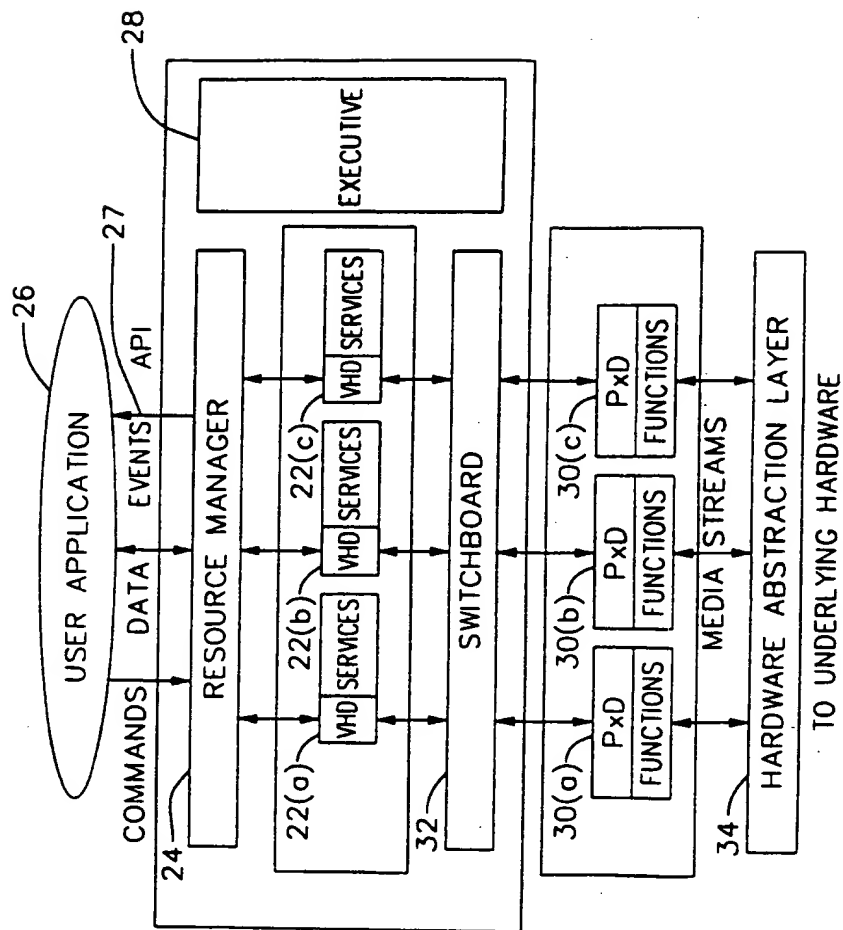 26
USER APPLICATION
27
28
COMMANDS
DATA
EVENTS
API
24
RESOURCE MANAGER
EXECUTIVE
22(a)
22(b)
22(c)
VHD
SERVICES
VHD
SERVICES
VHD
SERVICES
32
SWITCHBOARD
30(a)
30(b)
30(c)
PxD
FUNCTIONS
PxD
FUNCTIONS
PxD
FUNCTIONS
MEDIA STREAMS
34
HARDWARE ABSTRACTION LAYER
TO UNDERLYING HARDWARE